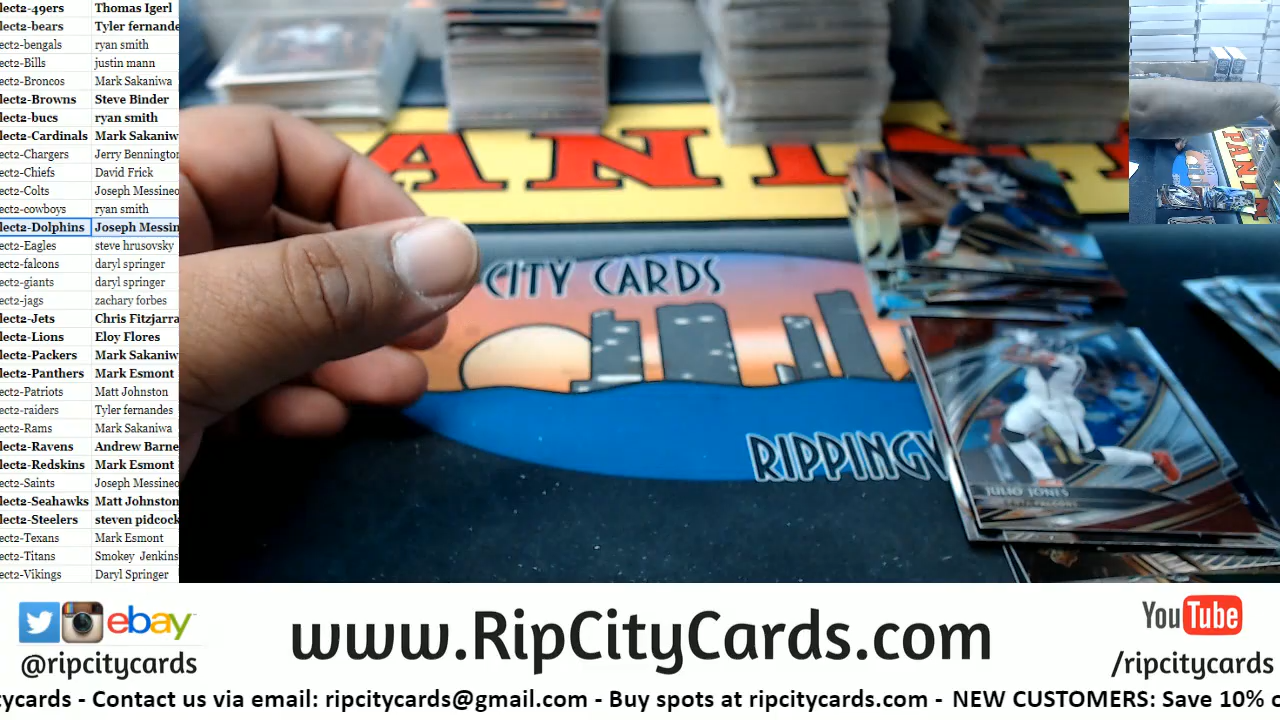 lect2-49ers Thomas Igerl
lect2-bears Tyler fernande
ect2-bengals ryan smith
ect2-Bills justin mann
ect2-Broncos Mark Sakaniwa
lect2-Browns Steve Binder
lect2-bucs ryan smith
lect2-Cardinals Mark Sakaniw
ect2-Chargers Jerry Bennington
ect2-Chiefs David Frick
ect2-Colts Joseph Messineo
ect2-cowboys ryan smith
lect2-Dolphins Joseph Messin
ect2-Eagles steve hrusovsky
ect2-falcons daryl springer
ect2-giants daryl springer
ect2-jags zachary forbes
lect2-Jets Chris Fitzjarra
lect2-Lions Eloy Flores
lect2-Packers Mark Sakaniw
lect2-Panthers Mark Esmont
ect2-Patriots Matt Johnston
ect2-raiders Tyler fernandes
ect2-Rams Mark Sakaniwa
lect2-Ravens Andrew Barne
lect2-Redskins Mark Esmont
ect2-Saints Joseph Messineo
lect2-Seahawks Matt Johnston
lect2-Steelers steven pidcock
ect2-Texans Mark Esmont
ect2-Titans Smokey Jenkins
ect2-Vikings Daryl Springer
ANINI
CITY CARDS
RIPPINGW
JULIO JONES
ebay
@ripcitycards
www.RipCityCards.com
YouTube
/ripcitycards
tycards - Contact us via email: ripcitycards@gmail.com - Buy spots at ripcitycards.com - NEW CUSTOMERS: Save 10% o